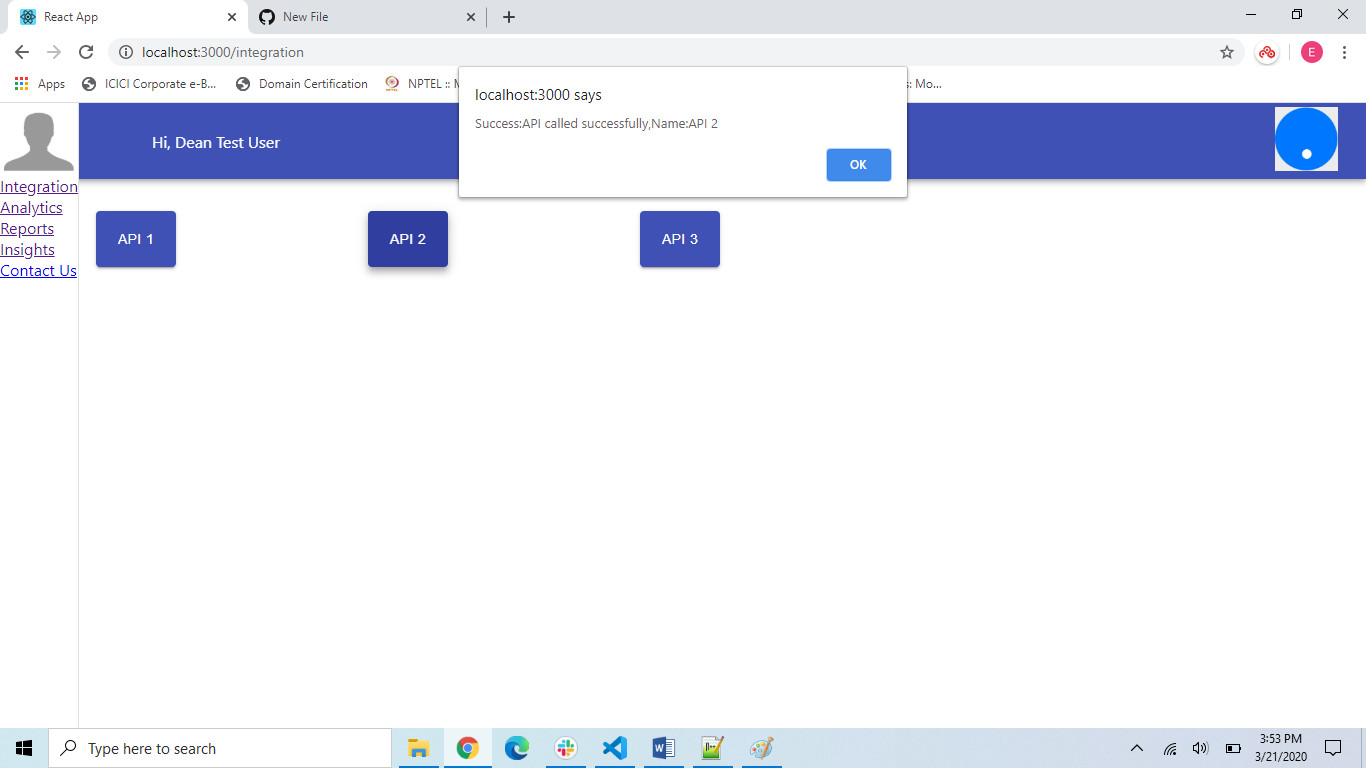 React App
New File
localhost:3000/integration
E
Apps
ICICI Corporate e-B...
Domain Certification
NPTEL ::
: Mo...
localhost:3000 says
Success:API called successfully,Name:API 2
OK
Hi, Dean Test User
Integration
Analytics
Reports
Insights
Contact Us
API 1
API 2
API 3
Type here to search
3:53 PM
3/21/2020